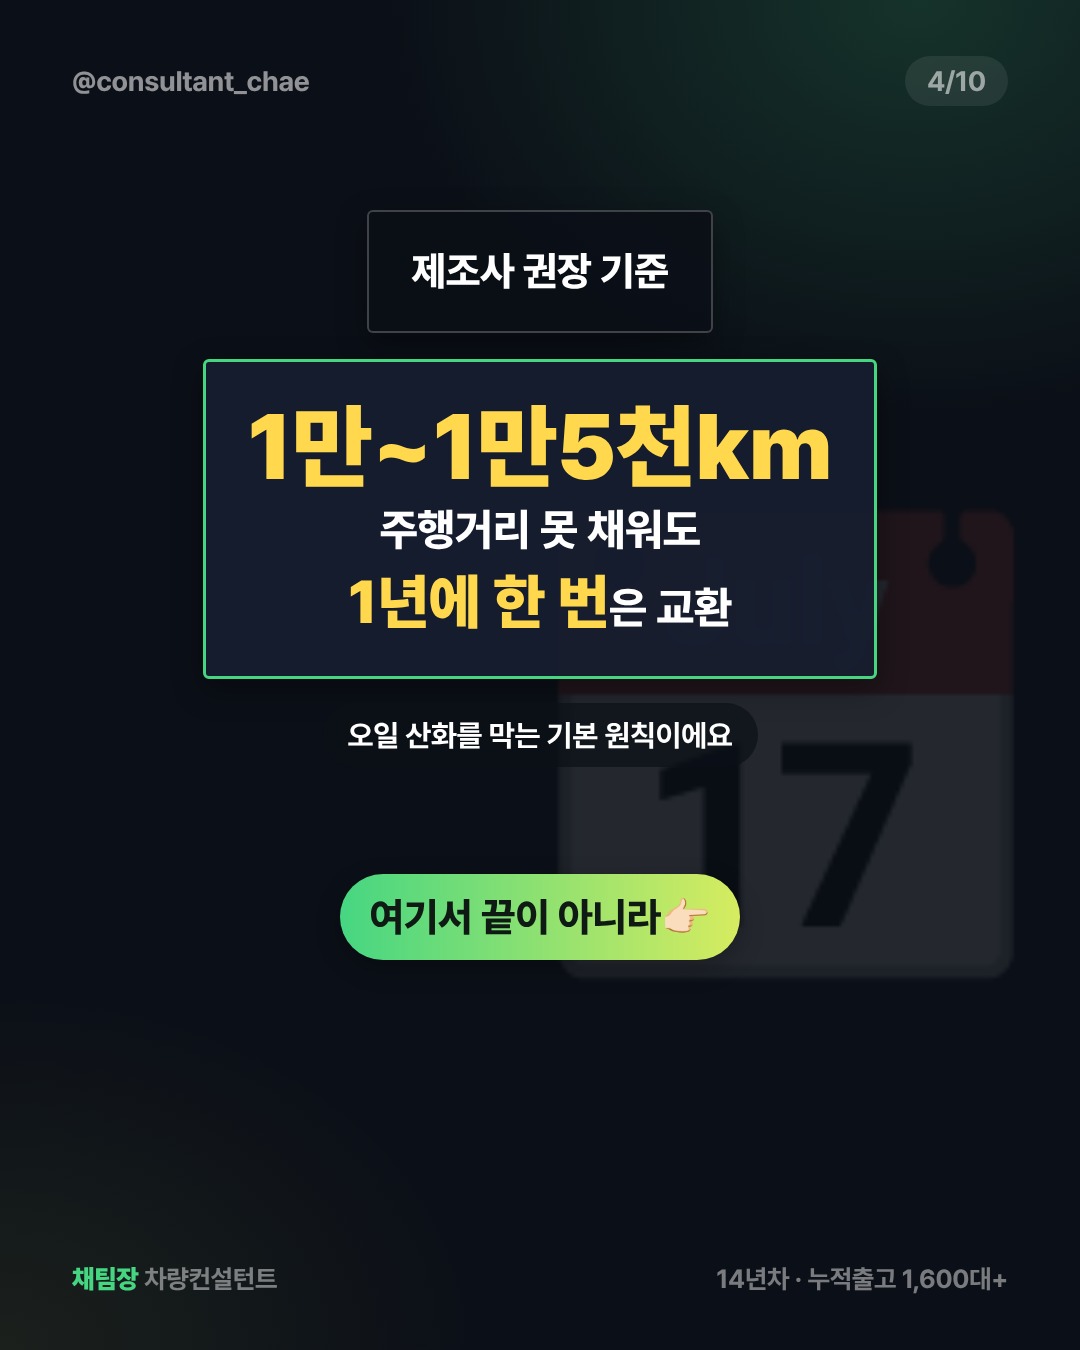 @consultant_chae
4/10
제조사 권장 기준
1만~1만5천km
주행거리 못 채워도
1년에 한 번은 교환
오일 산화를 막는 기본 원칙이에요
17
여기서 끝이 아니라👉🏻
채팀장 차량컨설턴트
14년차 · 누적출고 1,600대+